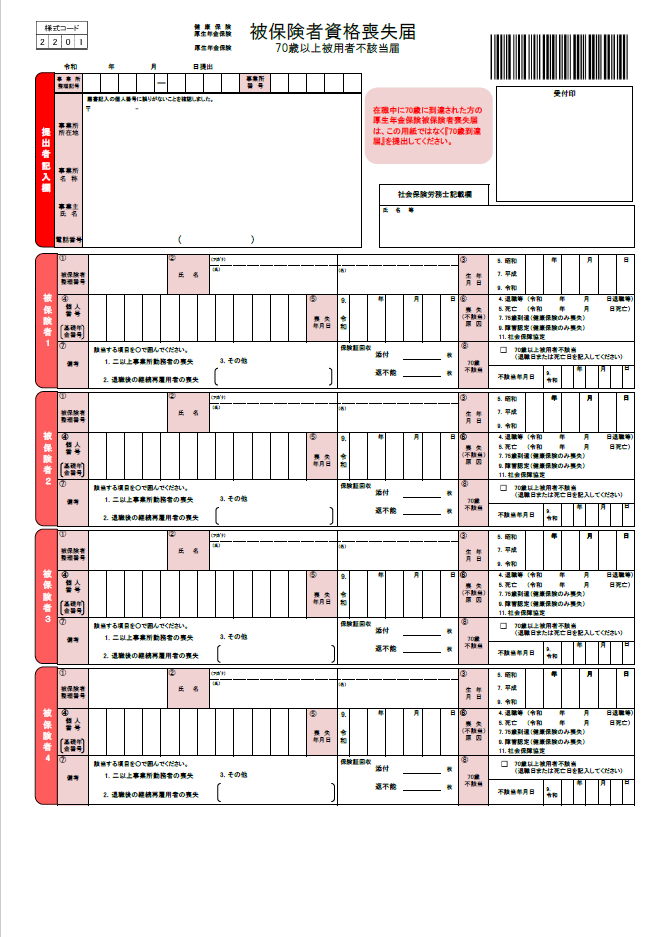 様式コード
2 2 0 1
健 康 保 険
厚生年金保険
厚生年金保険
被保険者資格喪失届
70歳以上被用者不該当届
令和 年 月 日提出
提出者記入欄
事業所
整理記号
―
事業所
番号
届書記入の個人番号に誤りがないことを確認しました。
〒 -
事業所
所在地
事業所
名 称
事業主
氏 名
電話番号
( )
在職中に70歳に到達された方の
厚生年金保険被保険者喪失届
は、この用紙ではなく『70歳到達
届』を提出してください。
受付印
社会保険労務士記載欄
氏 名 等
被保険者1
① 被保険者
整理番号
② 氏 名
(フリガナ)
(氏) (名)
③ 生 年
月 日
5. 昭和
7. 平成
9. 令和
年 月 日
④ 個 人
番 号
〔基礎年
金番号〕
⑤ 喪 失
年月日
9.
令
和
年 月 日
⑥ 喪 失
(不該当)
原 因
4. 退職等 (令和 年 月 日退職等)
5. 死亡 (令和 年 月 日死亡)
7. 75歳到達(健康保険のみ喪失)
9. 障害認定(健康保険のみ喪失)
11. 社会保障協定
⑦ 備考
該当する項目を○で囲んでください。
1. 二以上事業所勤務者の喪失 3. その他
2. 退職後の継続再雇用者の喪失
保険証回収
添付 枚
返不能 枚
⑧ 70歳
不該当
□ 70歳以上被用者不該当
(退職日または死亡日を記入してください)
不該当年月日
9.
令和
年 月 日
被保険者2
① 被保険者
整理番号
② 氏 名
(フリガナ)
(氏) (名)
③ 生 年
月 日
5. 昭和
7. 平成
9. 令和
年 月 日
④ 個 人
番 号
〔基礎年
金番号〕
⑤ 喪 失
年月日
9.
令
和
年 月 日
⑥ 喪 失
(不該当)
原 因
4. 退職等 (令和 年 月 日退職等)
5. 死亡 (令和 年 月 日死亡)
7. 75歳到達(健康保険のみ喪失)
9. 障害認定(健康保険のみ喪失)
11. 社会保障協定
⑦ 備考
該当する項目を○で囲んでください。
1. 二以上事業所勤務者の喪失 3. その他
2. 退職後の継続再雇用者の喪失
保険証回収
添付 枚
返不能 枚
⑧ 70歳
不該当
□ 70歳以上被用者不該当
(退職日または死亡日を記入してください)
不該当年月日
9.
令和
年 月 日
被保険者3
① 被保険者
整理番号
② 氏 名
(フリガナ)
(氏) (名)
③ 生 年
月 日
5. 昭和
7. 平成
9. 令和
年 月 日
④ 個 人
番 号
〔基礎年
金番号〕
⑤ 喪 失
年月日
9.
令
和
年 月 日
⑥ 喪 失
(不該当)
原 因
4. 退職等 (令和 年 月 日退職等)
5. 死亡 (令和 年 月 日死亡)
7. 75歳到達(健康保険のみ喪失)
9. 障害認定(健康保険のみ喪失)
11. 社会保障協定
⑦ 備考
該当する項目を○で囲んでください。
1. 二以上事業所勤務者の喪失 3. その他
2. 退職後の継続再雇用者の喪失
保険証回収
添付 枚
返不能 枚
⑧ 70歳
不該当
□ 70歳以上被用者不該当
(退職日または死亡日を記入してください)
不該当年月日
9.
令和
年 月 日
被保険者4
① 被保険者
整理番号
② 氏 名
(フリガナ)
(氏) (名)
③ 生 年
月 日
5. 昭和
7. 平成
9. 令和
年 月 日
④ 個 人
番 号
〔基礎年
金番号〕
⑤ 喪 失
年月日
9.
令
和
年 月 日
⑥ 喪 失
(不該当)
原 因
4. 退職等 (令和 年 月 日退職等)
5. 死亡 (令和 年 月 日死亡)
7. 75歳到達(健康保険のみ喪失)
9. 障害認定(健康保険のみ喪失)
11. 社会保障協定
⑦ 備考
該当する項目を○で囲んでください。
1. 二以上事業所勤務者の喪失 3. その他
2. 退職後の継続再雇用者の喪失
保険証回収
添付 枚
返不能 枚
⑧ 70歳
不該当
□ 70歳以上被用者不該当
(退職日または死亡日を記入してください)
不該当年月日
9.
令和
年 月 日